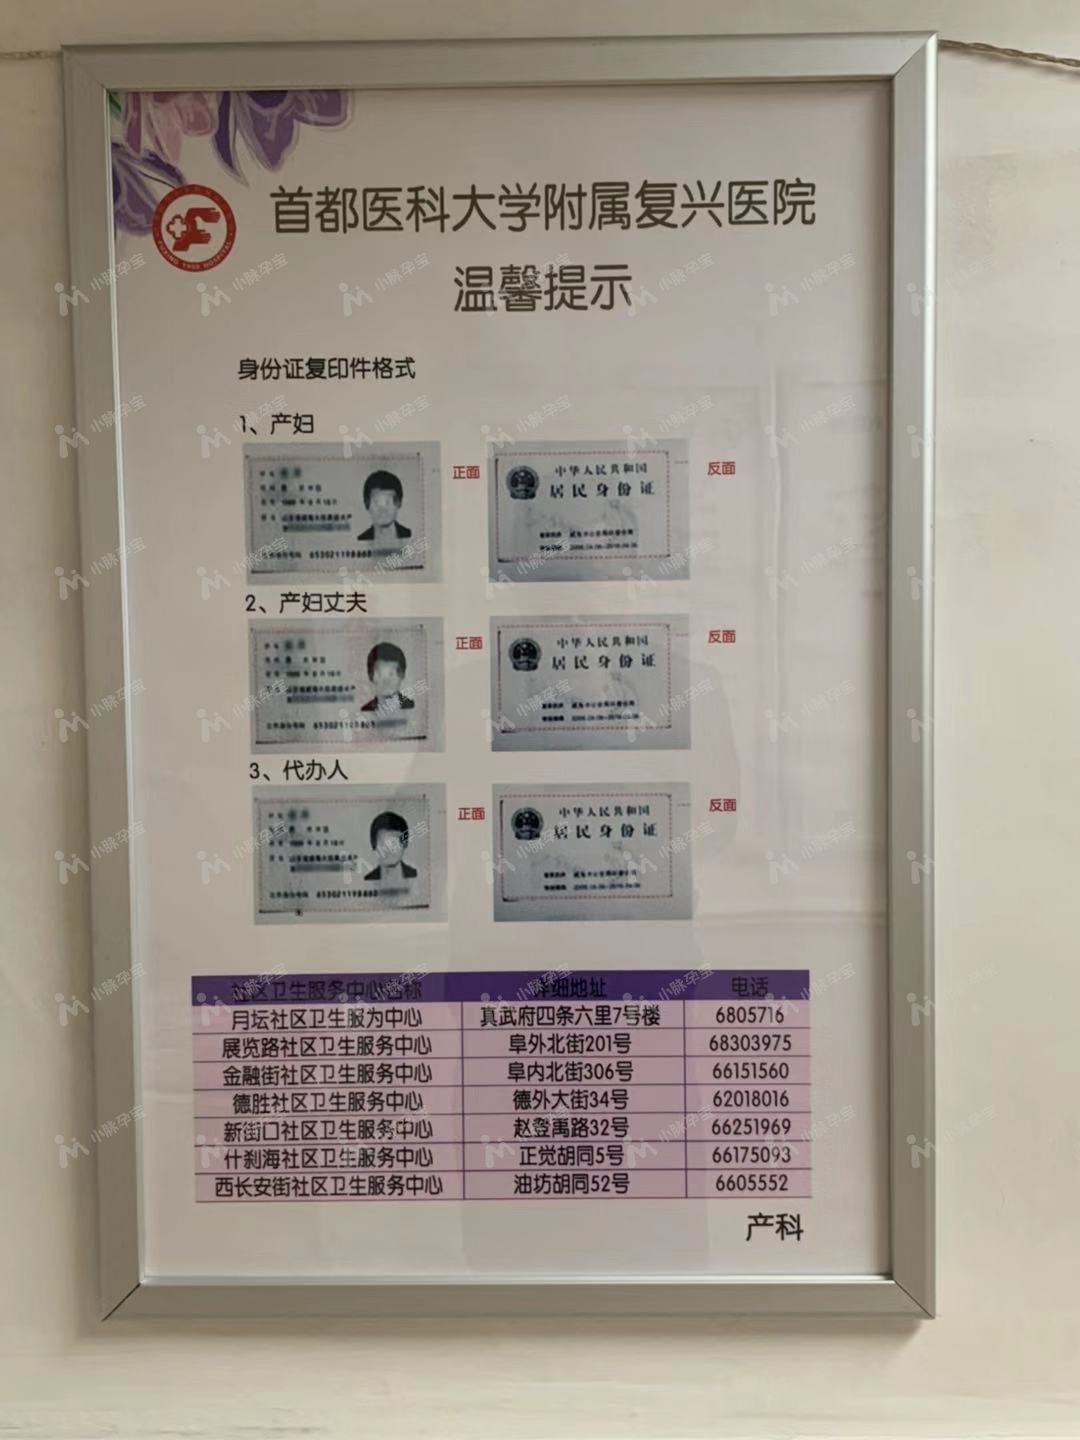 首都医科大学附属复兴医院
温馨提示
身份证复印件格式
1、产妇
正面
中华人民共和国
居民身份证
反面
2、产妇丈夫
正面
中华人民共和国
居民身份证
反面
3、代办人
正面
中华人民共和国
居民身份证
反面
社区卫生服务中心名称 详细地址 电话
月坛社区卫生服为中心 真武府四条六里7号楼 6805716
展览路社区卫生服务中心 阜外北街201号 68303975
金融街社区卫生服务中心 阜内北街306号 66151560
德胜社区卫生服务中心 德外大街34号 62018016
新街口社区卫生服务中心 赵登禹路32号 66251969
什刹海社区卫生服务中心 正觉胡同5号 66175093
西长安街社区卫生服务中心 油坊胡同52号 6605552
产科
小脉孕宝